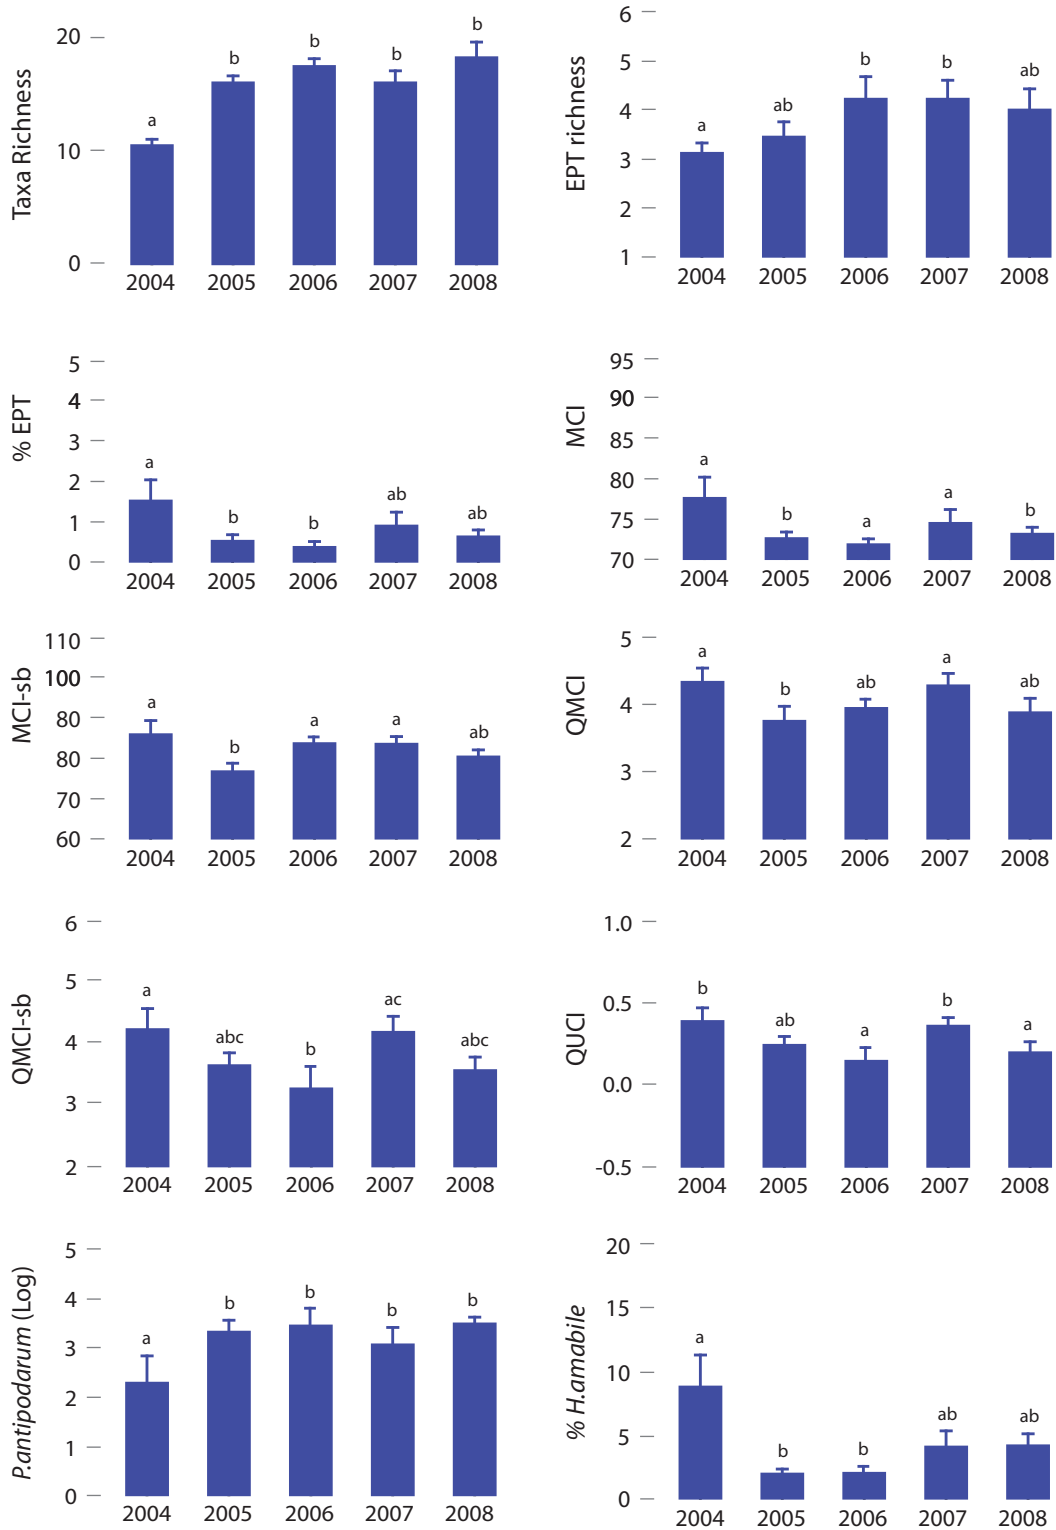 Taxa Richness
20
10
0
a
b
b
b
b
2004 2005 2006 2007 2008
EPT richness
6
5
4
3
2
1
a
ab
b
b
ab
2004 2005 2006 2007 2008
% EPT
5
4
3
2
1
0
a
b
b
ab
ab
2004 2005 2006 2007 2008
MCI
95
90
85
80
75
70
a
b
a
a
b
2004 2005 2006 2007 2008
MCI-sb
110
100
80
80
70
60
a
b
a
a
ab
2004 2005 2006 2007 2008
QMCI
5
4
3
2
a
b
ab
a
ab
2004 2005 2006 2007 2008
QMCI-sb
6
5
4
3
2
a
abc
b
ac
abc
2004 2005 2006 2007 2008
QUCI
1.0
0.5
0.0
-0.5
b
ab
a
b
a
2004 2005 2006 2007 2008
P.antipodarum (Log)
5
4
3
2
1
0
a
b
b
b
b
2004 2005 2006 2007 2008
% H.amabile
20
15
10
5
0
a
b
b
ab
ab
2004 2005 2006 2007 2008